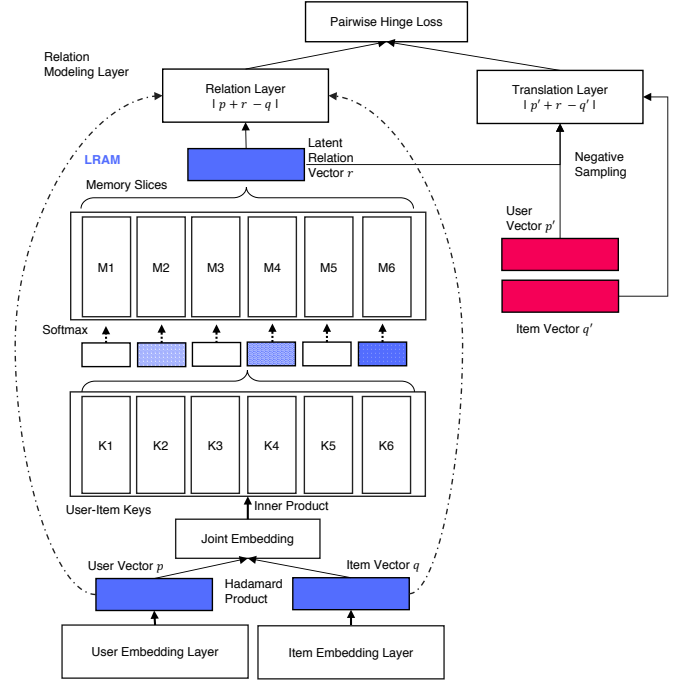 Pairwise Hinge Loss
Relation
Modeling Layer
Relation Layer
| p + r − q |
Translation Layer
| p′ + r − q′ |
LRAM
Latent
Relation
Vector r
Negative
Sampling
Memory Slices
User
Vector p′
M1 M2 M3 M4 M5 M6
Item Vector q′
Softmax
K1 K2 K3 K4 K5 K6
User-Item Keys
Inner Product
Joint Embedding
User Vector p
Item Vector q
Hadamard
Product
User Embedding Layer
Item Embedding Layer